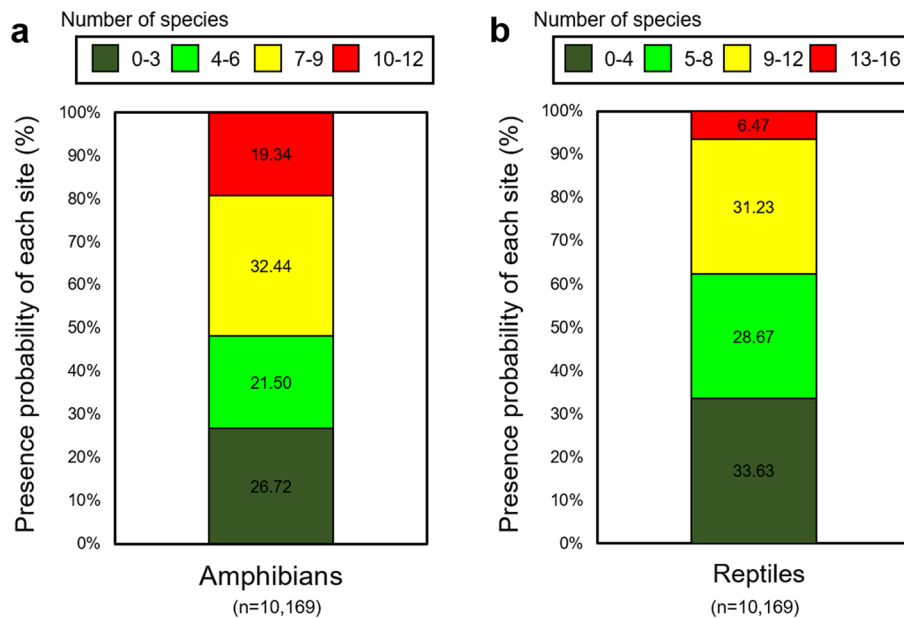 a
Number of species
0-3 4-6 7-9 10-12
Presence probability of each site (%)
100%
90%
80%
70%
60%
50%
40%
30%
20%
10%
0%
19.34
32.44
21.50
26.72
Amphibians
(n=10,169)
b
Number of species
0-4 5-8 9-12 13-16
Presence probability of each site (%)
100%
90%
80%
70%
60%
50%
40%
30%
20%
10%
0%
6.47
31.23
28.67
33.63
Reptiles
(n=10,169)